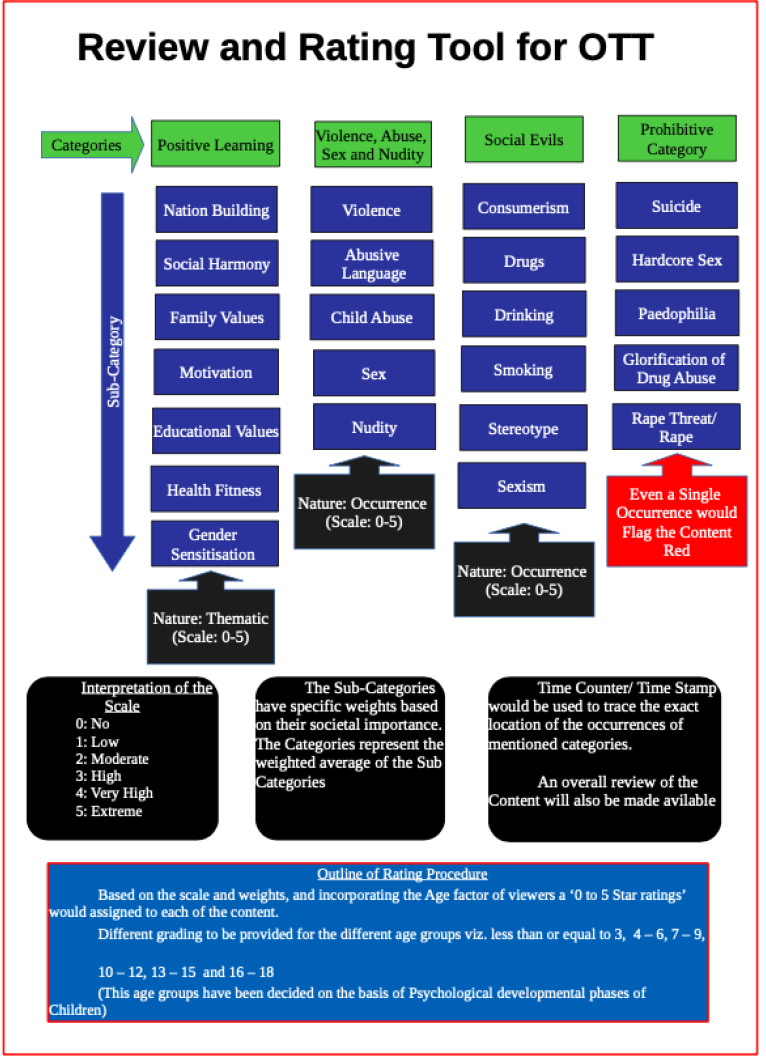 Review and Rating Tool for OTT
Categories
Positive Learning
Violence, Abuse,
Sex and Nudity
Social Evils
Prohibitive
Category
Sub-Category
Nation Building
Social Harmony
Family Values
Motivation
Educational Values
Health Fitness
Gender
Sensitisation
Nature: Thematic
(Scale: 0-5)
Violence
Abusive
Language
Child Abuse
Sex
Nudity
Nature: Occurrence
(Scale: 0-5)
Consumerism
Drugs
Drinking
Smoking
Stereotype
Sexism
Nature: Occurrence
(Scale: 0-5)
Suicide
Hardcore Sex
Paedophilia
Glorification of
Drug Abuse
Rape Threat/
Rape
Even a Single
Occurrence would
Flag the Content
Red
Interpretation of the
Scale
0: No
1: Low
2: Moderate
3: High
4: Very High
5: Extreme
The Sub-Categories
have specific weights based
on their societal importance.
The Categories represent the
weighted average of the Sub
Categories
Time Counter/ Time Stamp
would be used to trace the exact
location of the occurrences of
mentioned categories.
An overall review of the
Content will also be made avilable
Outline of Rating Procedure
Based on the scale and weights, and incorporating the Age factor of viewers a ‘0 to 5 Star ratings’
would assigned to each of the content.
Different grading to be provided for the different age groups viz. less than or equal to 3, 4 – 6, 7 – 9,
10 – 12, 13 – 15 and 16 – 18
(This age groups have been decided on the basis of Psychological developmental phases of
Children)